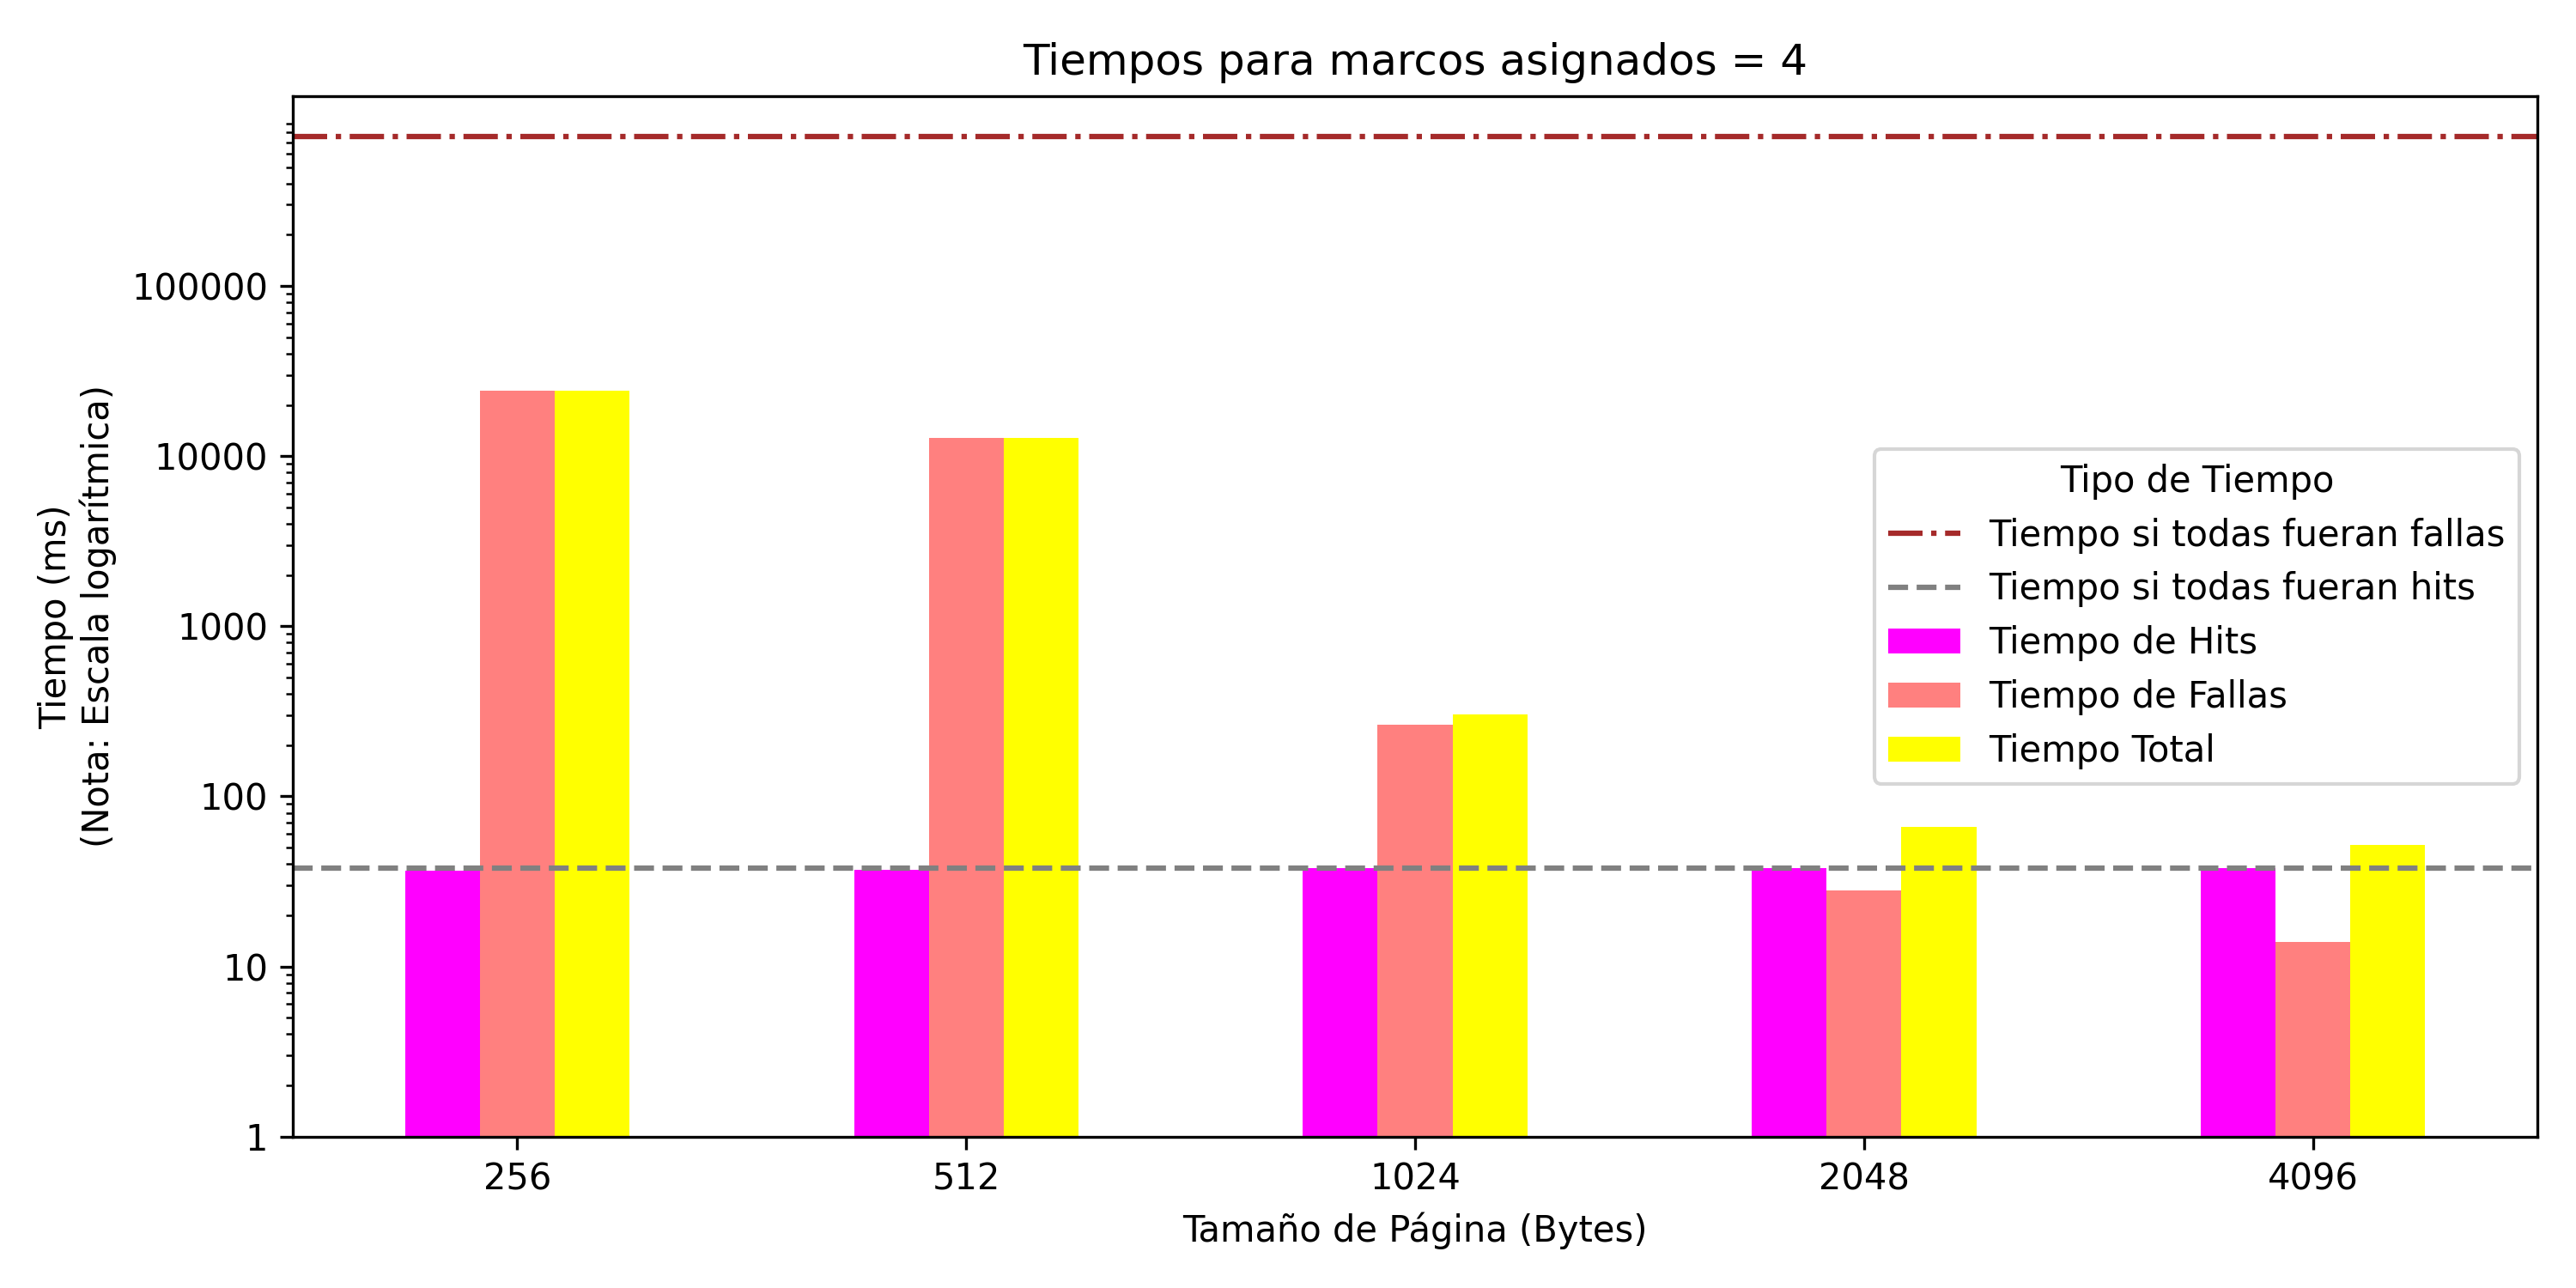 Tiempos para marcos asignados = 4
Tiempo (ms)
(Nota: Escala logarítmica)
100000
10000
1000
100
10
1
Tipo de Tiempo
Tiempo si todas fueran fallas
Tiempo si todas fueran hits
Tiempo de Hits
Tiempo de Fallas
Tiempo Total
256
512
1024
2048
4096
Tamaño de Página (Bytes)